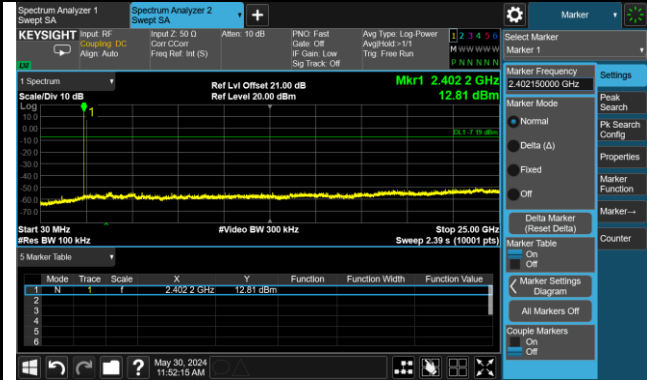 Spectrum Analyzer 1
Swept SA
Spectrum Analyzer 2
Swept SA
+
Marker
KEYSIGHT
Input: RF
Coupling: DC
Align: Auto
Input Z: 50 Ω
Corr CCorr
Freq Ref: Int (S)
Atten: 10 dB
PNO: Fast
Gate: Off
IF Gain: Low
Sig Track: Off
Avg Type: Log-Power
Avg|Hold:>1/1
Trig: Free Run
1 2 3 4 5 6
M W W W W W
P N N N N N
Select Marker
Marker 1
1 Spectrum
Scale/Div 10 dB
Log
Ref Lvl Offset 21.00 dB
Ref Level 20.00 dBm
Mkr1 2.402 2 GHz
12.81 dBm
1
10.0
0.00
-10.0
-20.0
-30.0
-40.0
-50.0
-60.0
-70.0
DL1 -7.19 dBm
Start 30 MHz
#Res BW 100 kHz
#Video BW 300 kHz
Stop 25.00 GHz
Sweep 2.39 s (10001 pts)
5 Marker Table
Mode Trace Scale X Y Function Function Width Function Value
1 N 1 f 2.402 2 GHz 12.81 dBm
2
3
4
5
6
Marker Frequency
2.402150000 GHz
Marker Mode
Normal
Delta (Δ)
Fixed
Off
Delta Marker
(Reset Delta)
Marker Table
On
Off
Marker Settings
Diagram
All Markers Off
Couple Markers
On
Off
Settings
Peak
Search
Pk Search
Config
Properties
Marker
Function
Marker→
Counter
?
May 30, 2024
11:52:15 AM